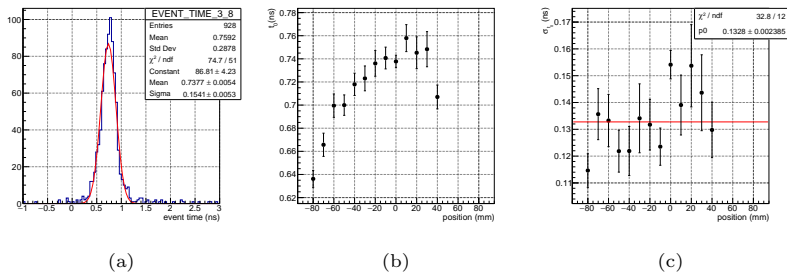 EVENT_TIME_3_8
Entries 928
Mean 0.7592
Std Dev 0.2878
χ² / ndf 74.7 / 51
Constant 86.81 ± 4.23
Mean 0.7377 ± 0.0054
Sigma 0.1541 ± 0.0053
100
80
60
40
20
0
−1 −0.5 0 0.5 1 1.5 2 2.5 3
event time (ns)
t₀(ns)
0.78
0.76
0.74
0.72
0.7
0.68
0.66
0.64
0.62
−80 −60 −40 −20 0 20 40 60 80
position (mm)
χ² / ndf 32.8 / 12
p0 0.1328 ± 0.002385
0.17
0.16
0.15
0.14
0.13
0.12
0.11
−80 −60 −40 −20 0 20 40 60 80
position (mm)
(a) (b) (c)